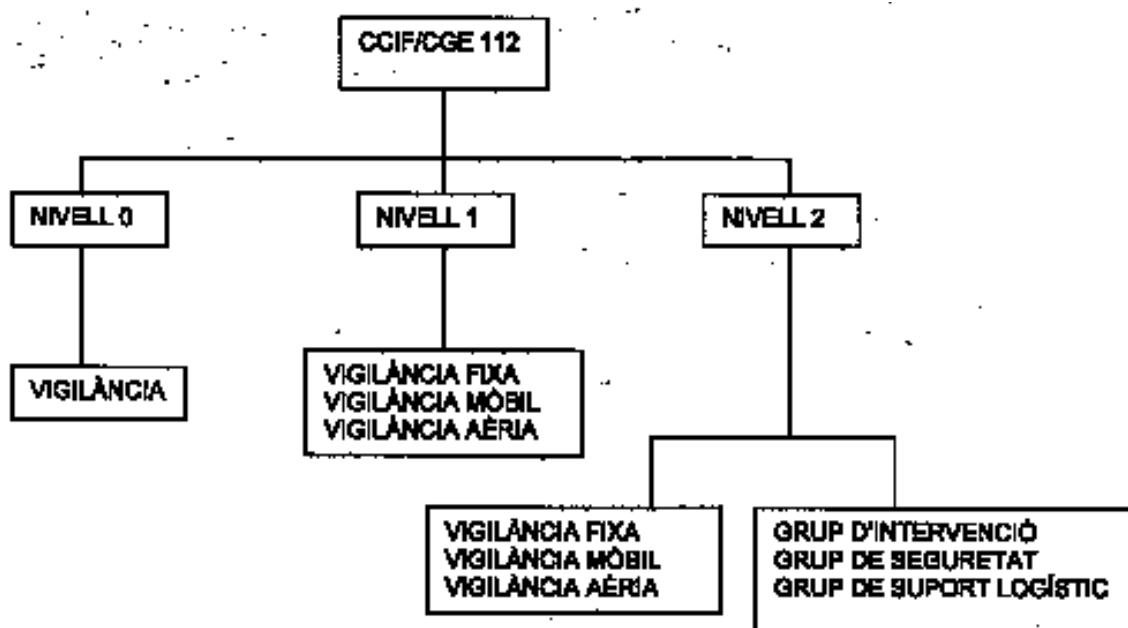 CCIF/CGE 112
NIVELL 0
NIVELL 1
NIVELL 2
VIGILÀNCIA
VIGILÀNCIA FIXA
VIGILÀNCIA MÒBIL
VIGILÀNCIA AÈRIA
VIGILÀNCIA FIXA
VIGILÀNCIA MÒBIL
VIGILÀNCIA AÈRIA
GRUP D'INTERVENCIÓ
GRUP DE SEGURETAT
GRUP DE SUPORT LOGÍSTIC